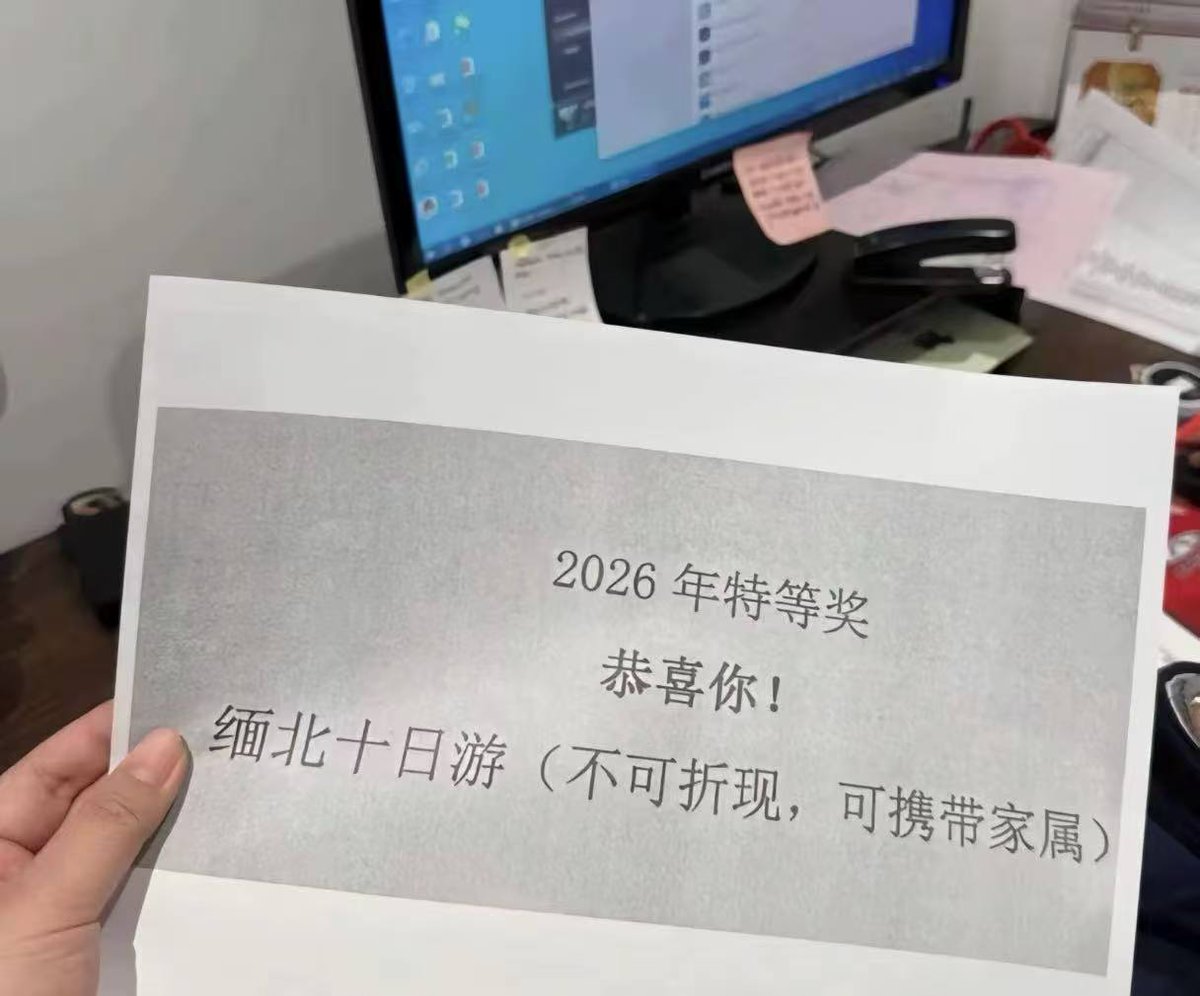 2026 年特等奖
恭喜你！
缅北十日游（不可折现，可携带家属）